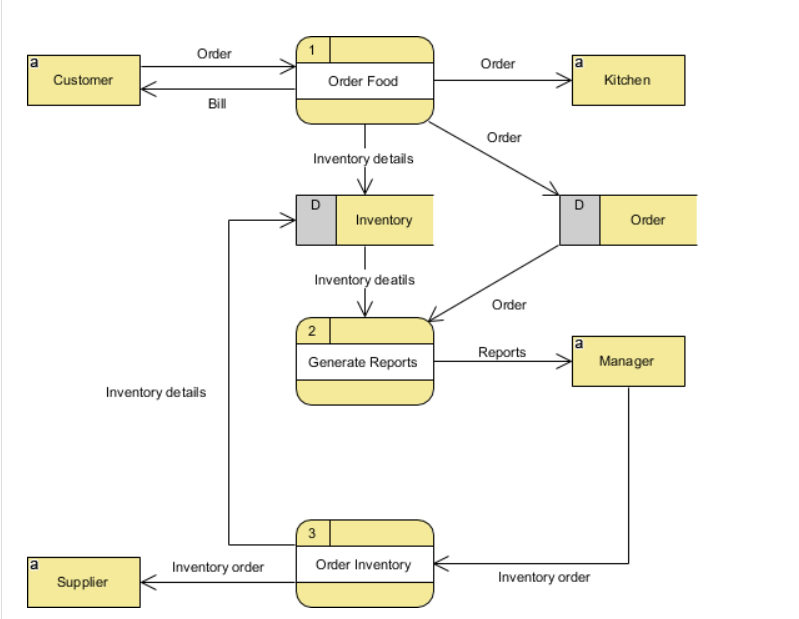 a
Customer
Order
Bill
1
Order Food
Order
a
Kitchen
Inventory details
Order
D
Inventory
D
Order
Inventory deatils
Order
2
Generate Reports
Reports
a
Manager
Inventory details
3
Order Inventory
Inventory order
a
Supplier
Inventory order